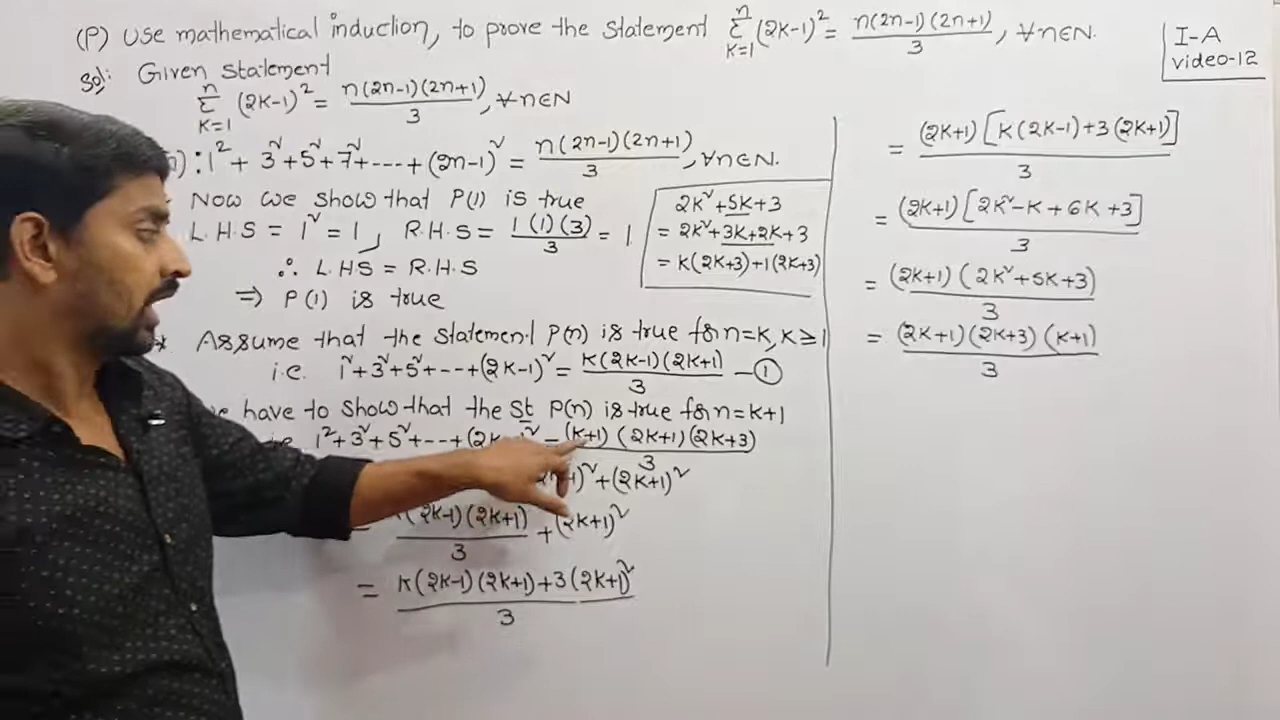 (P) Use mathematical induction, to prove the statement n∑k=1 (2k-1)² = n(2n-1)(2n+1)/3, ∀n∈N.
I-A
video-12
Sol: Given statement
n∑k=1 (2k-1)² = n(2n-1)(2n+1)/3, ∀n∈N
: 1² + 3² + 5² + 7² + ---- + (2n-1)² = n(2n-1)(2n+1)/3, ∀n∈N.
Now we show that P(1) is true
L.H.S = 1² = 1, R.H.S = 1(1)(3)/3 = 1
∴ L.H.S = R.H.S
⇒ P(1) is true
2k²+5k+3
= 2k²+3k+2k+3
= k(2k+3)+1(2k+3)
* Assume that the statement P(n) is true for n=k, k≥1
i.e. 1²+3²+5²+---+(2k-1)² = k(2k-1)(2k+1)/3 —①
have to show that the St P(n) is true for n=k+1
1²+3²+5²+---+(2k = (k+1)(2k+1)(2k+3)/3
)²+(2k+1)²
(2k-1)(2k+1)/3 + (2k+1)²
= k(2k-1)(2k+1)+3(2k+1)²/3
= (2k+1)[k(2k-1)+3(2k+1)]/3
= (2k+1)[2k²-k+6k+3]/3
= (2k+1)(2k²+5k+3)/3
= (2k+1)(2k+3)(k+1)/3